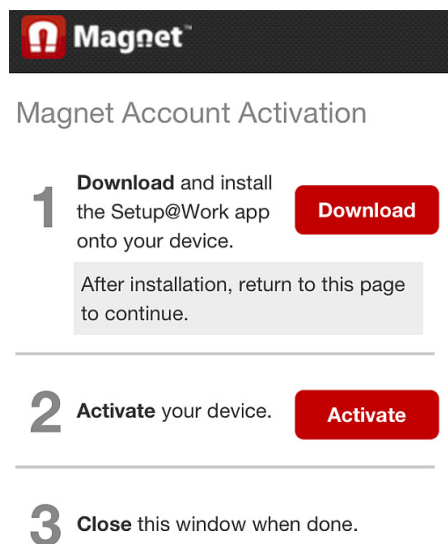 Magnet™
Magnet Account Activation
1
Download and install
the Setup@Work app
onto your device.
Download
After installation, return to this page
to continue.
2
Activate your device.
Activate
3
Close this window when done.